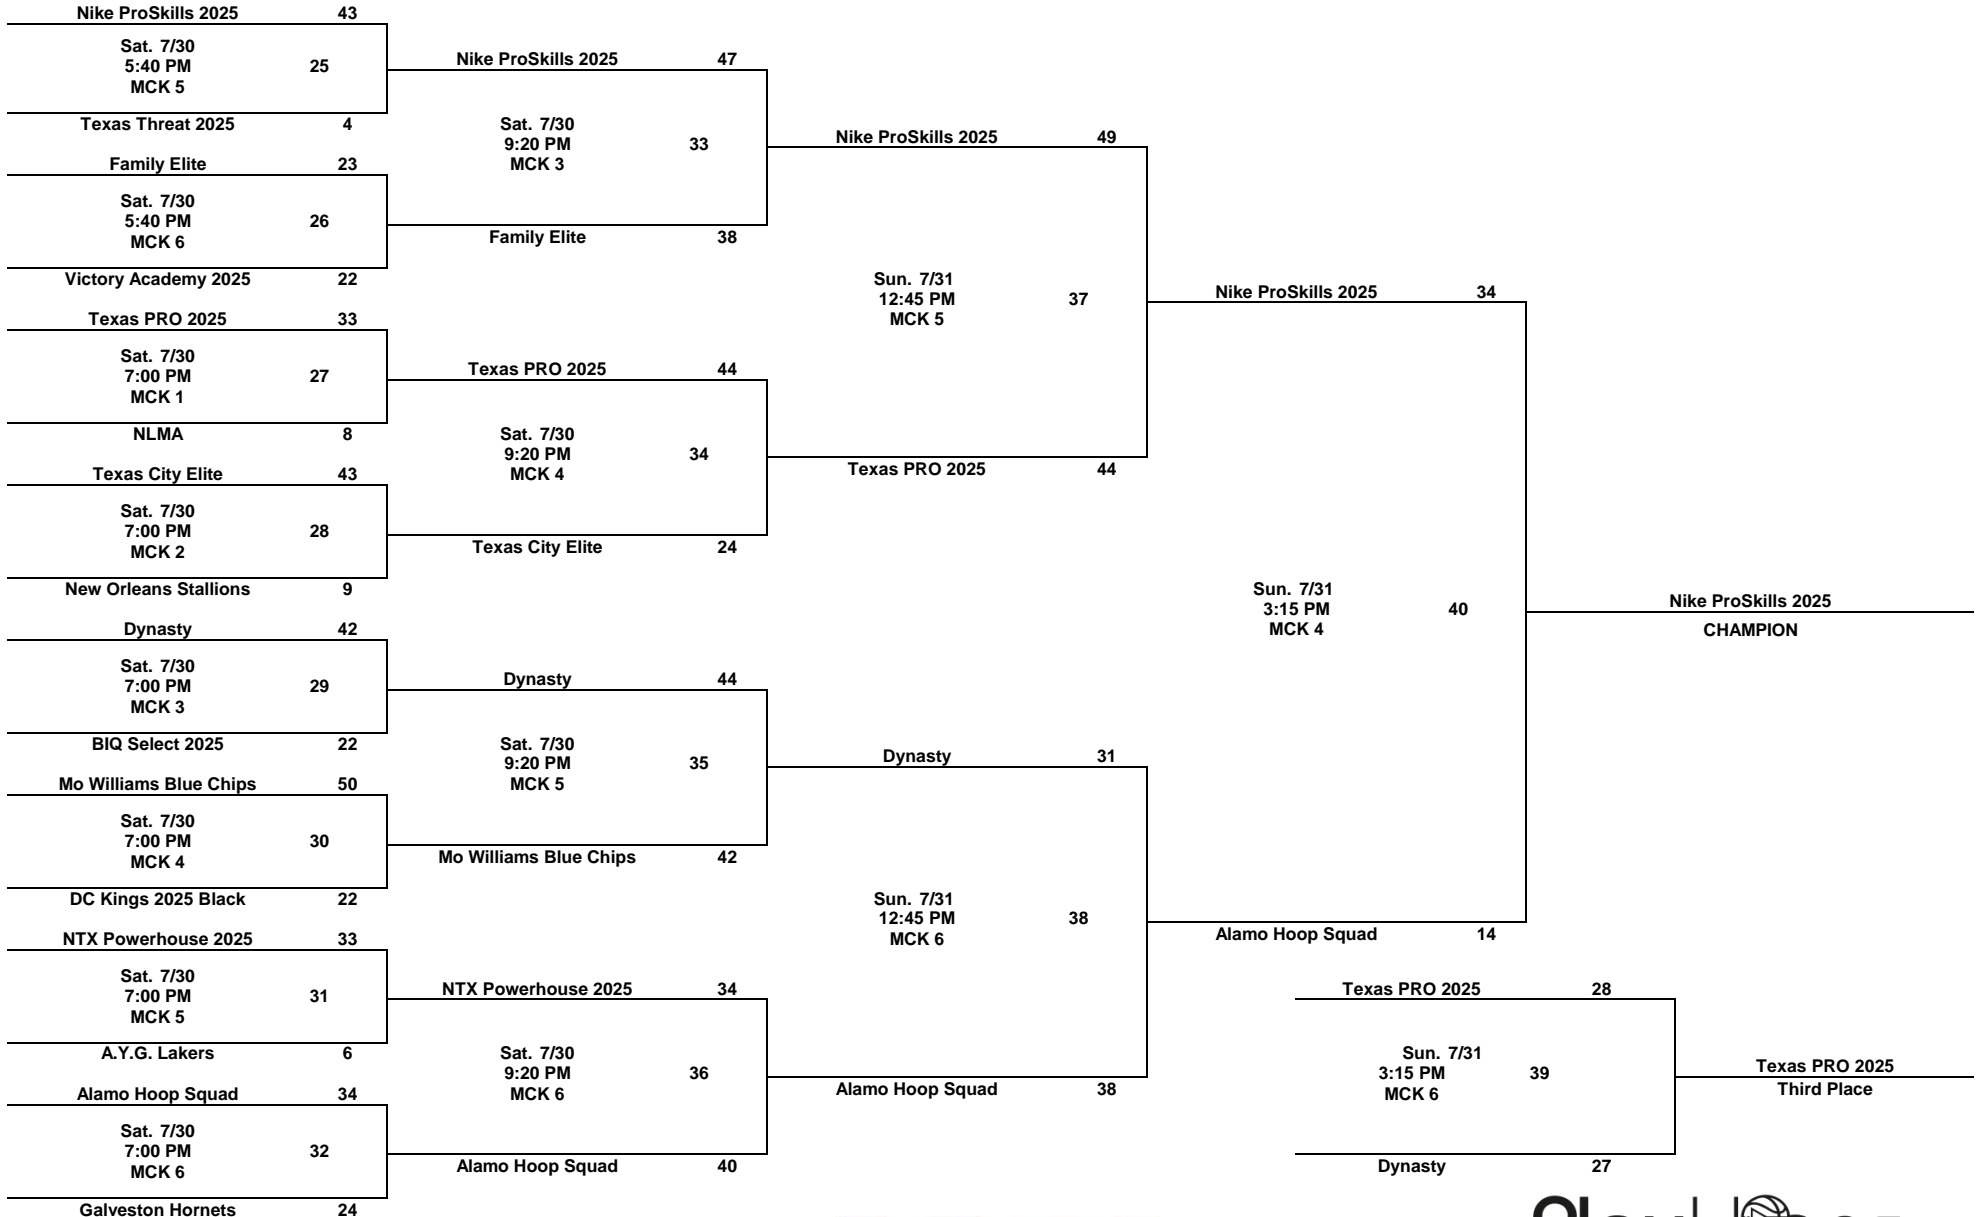 Nike ProSkills 2025 43
Sat. 7/30
5:40 PM 25
MCK 5
Texas Threat 2025 4
Family Elite 23
Sat. 7/30
5:40 PM 26
MCK 6
Victory Academy 2025 22
Texas PRO 2025 33
Sat. 7/30
7:00 PM 27
MCK 1
NLMA 8
Texas City Elite 43
Sat. 7/30
7:00 PM 28
MCK 2
New Orleans Stallions 9
Dynasty 42
Sat. 7/30
7:00 PM 29
MCK 3
BIQ Select 2025 22
Mo Williams Blue Chips 50
Sat. 7/30
7:00 PM 30
MCK 4
DC Kings 2025 Black 22
NTX Powerhouse 2025 33
Sat. 7/30
7:00 PM 31
MCK 5
A.Y.G. Lakers 6
Alamo Hoop Squad 34
Sat. 7/30
7:00 PM 32
MCK 6
Galveston Hornets 24
Nike ProSkills 2025 47
Sat. 7/30
9:20 PM 33
MCK 3
Family Elite 38
Texas PRO 2025 44
Sat. 7/30
9:20 PM 34
MCK 4
Texas City Elite 24
Dynasty 44
Sat. 7/30
9:20 PM 35
MCK 5
Mo Williams Blue Chips 42
NTX Powerhouse 2025 34
Sat. 7/30
9:20 PM 36
MCK 6
Alamo Hoop Squad 40
Nike ProSkills 2025 49
Sun. 7/31
12:45 PM 37
MCK 5
Texas PRO 2025 44
Dynasty 31
Sun. 7/31
12:45 PM 38
MCK 6
Alamo Hoop Squad 38
Nike ProSkills 2025 34
Sun. 7/31
3:15 PM 40
MCK 4
Alamo Hoop Squad 14
Nike ProSkills 2025
CHAMPION
Texas PRO 2025 28
Sun. 7/31
3:15 PM 39
MCK 6
Dynasty 27
Texas PRO 2025
Third Place